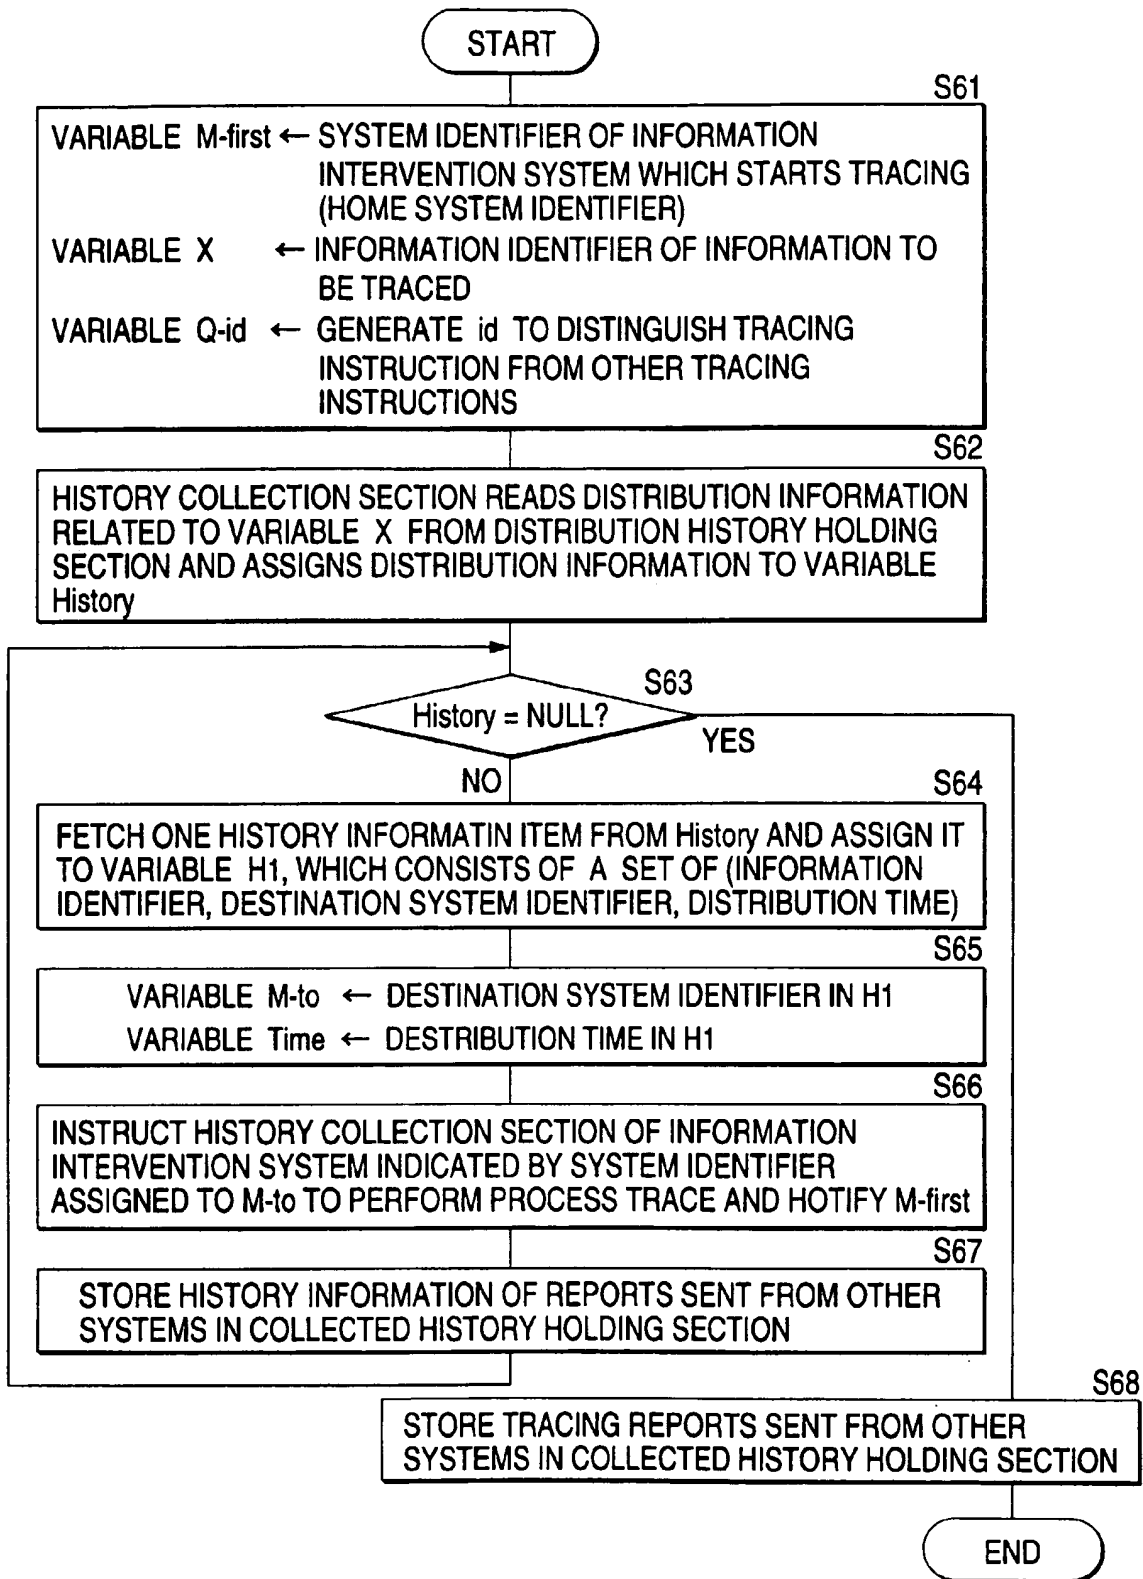 START
S61
VARIABLE M-first ← SYSTEM IDENTIFIER OF INFORMATION
INTERVENTION SYSTEM WHICH STARTS TRACING
(HOME SYSTEM IDENTIFIER)
VARIABLE X ← INFORMATION IDENTIFIER OF INFORMATION TO
BE TRACED
VARIABLE Q-id ← GENERATE id TO DISTINGUISH TRACING
INSTRUCTION FROM OTHER TRACING
INSTRUCTIONS
S62
HISTORY COLLECTION SECTION READS DISTRIBUTION INFORMATION
RELATED TO VARIABLE X FROM DISTRIBUTION HISTORY HOLDING
SECTION AND ASSIGNS DISTRIBUTION INFORMATION TO VARIABLE
History
S63
History = NULL?
YES
NO
S64
FETCH ONE HISTORY INFORMATIN ITEM FROM History AND ASSIGN IT
TO VARIABLE H1, WHICH CONSISTS OF A SET OF (INFORMATION
IDENTIFIER, DESTINATION SYSTEM IDENTIFIER, DISTRIBUTION TIME)
S65
VARIABLE M-to ← DESTINATION SYSTEM IDENTIFIER IN H1
VARIABLE Time ← DESTRIBUTION TIME IN H1
S66
INSTRUCT HISTORY COLLECTION SECTION OF INFORMATION
INTERVENTION SYSTEM INDICATED BY SYSTEM IDENTIFIER
ASSIGNED TO M-to TO PERFORM PROCESS TRACE AND HOTIFY M-first
S67
STORE HISTORY INFORMATION OF REPORTS SENT FROM OTHER
SYSTEMS IN COLLECTED HISTORY HOLDING SECTION
S68
STORE TRACING REPORTS SENT FROM OTHER
SYSTEMS IN COLLECTED HISTORY HOLDING SECTION
END